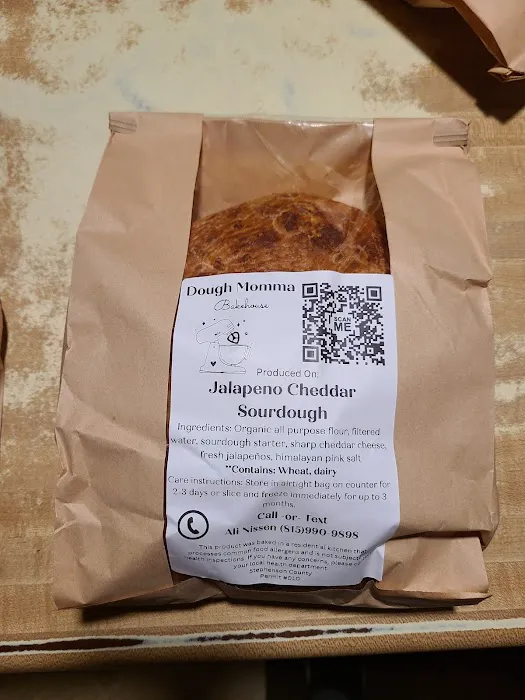 Dough Momma
Bakehouse
SCAN
ME
Produced On:
Jalapeno Cheddar
Sourdough
Ingredients: Organic all purpose flour, filtered
water, sourdough starter, sharp cheddar cheese,
fresh jalapeños, himalayan pink salt
**Contains: Wheat, dairy
Care instructions: Store in airtight bag on counter for
2-3 days or slice and freeze immediately for up to 3
months.
Call -or- Text
Ali Nissen (815)990-9898
This product was baked in a residential kitchen that
processes common food allergens and is not subject to
health inspections. If you have any concerns, please call
your local health department.
Stephenson County
Permit #020